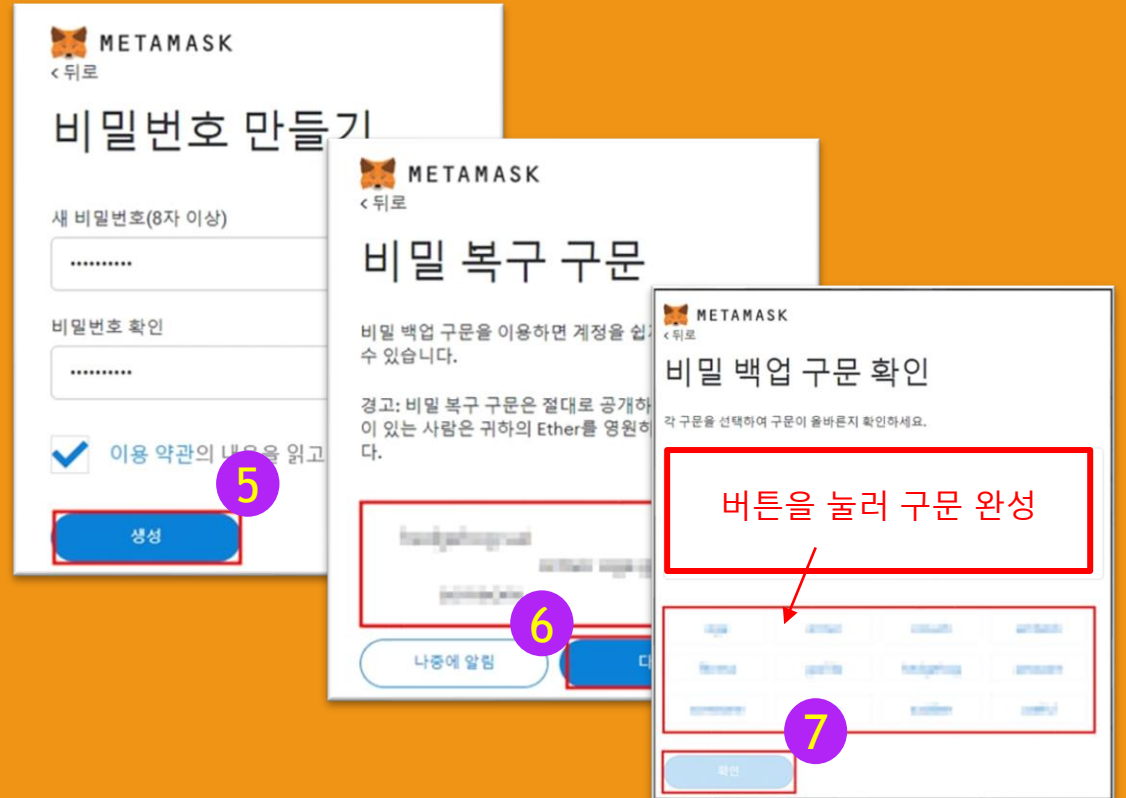 METAMASK
< 뒤로
비밀번호 만들기
새 비밀번호(8자 이상)
••••••••••
비밀번호 확인
••••••••••
이용 약관의 내용을 읽고
5
생성
METAMASK
< 뒤로
비밀 복구 구문
비밀 백업 구문을 이용하면 계정을
수 있습니다.
경고: 비밀 복구 구문은 절대로 공개하
이 있는 사람은 귀하의 Ether를 영원히
다.
6
나중에 알림
METAMASK
< 뒤로
비밀 백업 구문 확인
각 구문을 선택하여 구문이 올바른지 확인하세요.
버튼을 눌러 구문 완성
7
확인